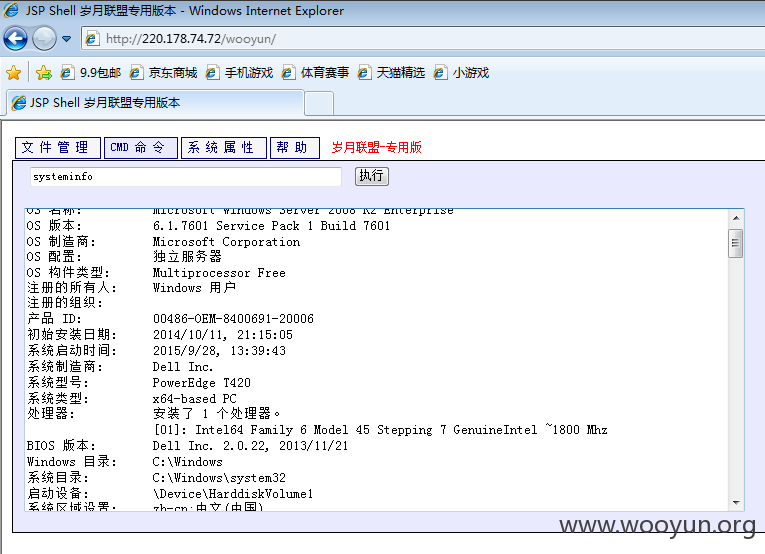 JSP Shell 岁月联盟专用版本 - Windows Internet Explorer
http://220.178.74.72/wooyun/
9.9包邮 京东商城 手机游戏 体育赛事 天猫精选 小游戏
JSP Shell 岁月联盟专用版本
文 件 管 理 CMD 命 令 系 统 属 性 帮 助 岁月联盟-专用版
systeminfo 执行
OS 名称: Microsoft Windows Server 2008 R2 Enterprise
OS 版本: 6.1.7601 Service Pack 1 Build 7601
OS 制造商: Microsoft Corporation
OS 配置: 独立服务器
OS 构件类型: Multiprocessor Free
注册的所有人: Windows 用户
注册的组织:
产品 ID: 00486-OEM-8400691-20006
初始安装日期: 2014/10/11, 21:15:05
系统启动时间: 2015/9/28, 13:39:43
系统制造商: Dell Inc.
系统型号: PowerEdge T420
系统类型: x64-based PC
处理器: 安装了 1 个处理器。
[01]: Intel64 Family 6 Model 45 Stepping 7 GenuineIntel ~1800 Mhz
BIOS 版本: Dell Inc. 2.0.22, 2013/11/21
Windows 目录: C:\Windows
系统目录: C:\Windows\system32
启动设备: \Device\HarddiskVolume1
系统区域设置: zh-cn;中文(中国)
www.wooyun.org